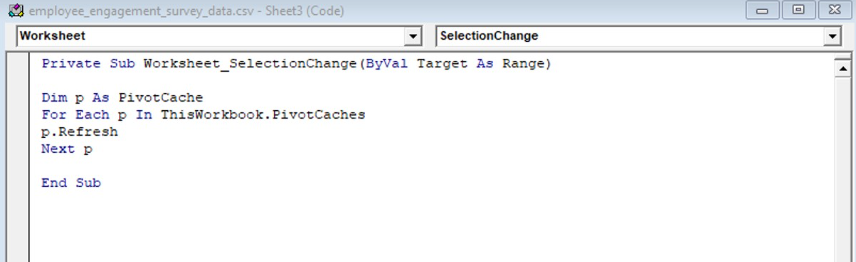 employee_engagement_survey_data.csv - Sheet3 (Code)
Worksheet SelectionChange
Private Sub Worksheet_SelectionChange(ByVal Target As Range)
Dim p As PivotCache
For Each p In ThisWorkbook.PivotCaches
p.Refresh
Next p
End Sub